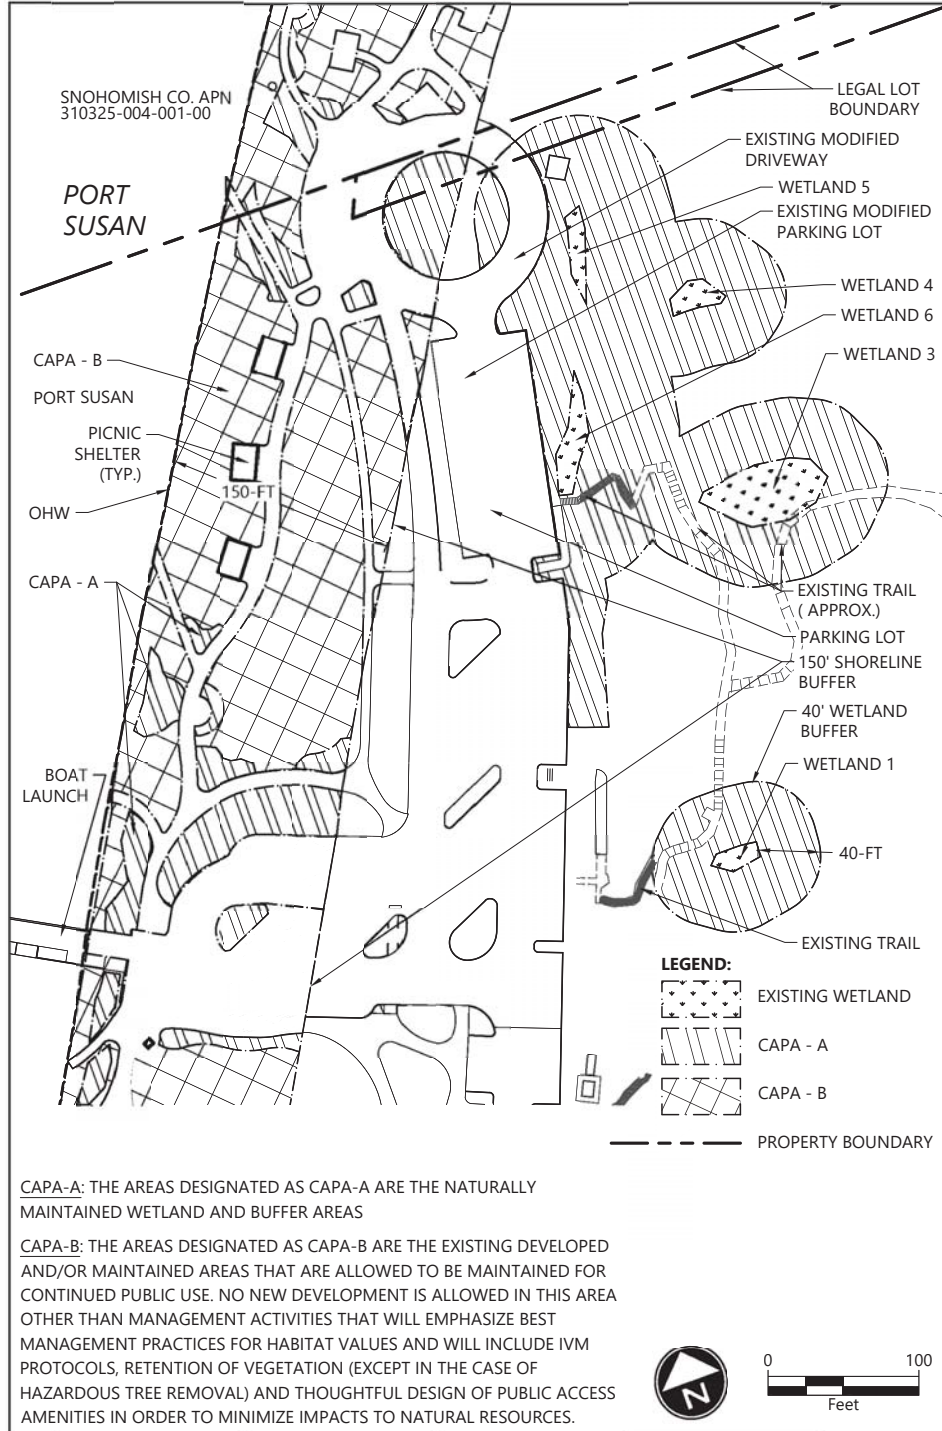 SNOHOMISH CO. APN
310325-004-001-00
PORT
SUSAN
LEGAL LOT
BOUNDARY
EXISTING MODIFIED
DRIVEWAY
WETLAND 5
EXISTING MODIFIED
PARKING LOT
WETLAND 4
WETLAND 6
WETLAND 3
CAPA - B
PORT SUSAN
PICNIC
SHELTER
(TYP.)
150-FT
OHW
CAPA - A
EXISTING TRAIL
( APPROX.)
PARKING LOT
150' SHORELINE
BUFFER
40' WETLAND
BUFFER
WETLAND 1
BOAT
LAUNCH
40-FT
EXISTING TRAIL
LEGEND:
EXISTING WETLAND
CAPA - A
CAPA - B
PROPERTY BOUNDARY
CAPA-A: THE AREAS DESIGNATED AS CAPA-A ARE THE NATURALLY
MAINTAINED WETLAND AND BUFFER AREAS
CAPA-B: THE AREAS DESIGNATED AS CAPA-B ARE THE EXISTING DEVELOPED
AND/OR MAINTAINED AREAS THAT ARE ALLOWED TO BE MAINTAINED FOR
CONTINUED PUBLIC USE. NO NEW DEVELOPMENT IS ALLOWED IN THIS AREA
OTHER THAN MANAGEMENT ACTIVITIES THAT WILL EMPHASIZE BEST
MANAGEMENT PRACTICES FOR HABITAT VALUES AND WILL INCLUDE IVM
PROTOCOLS, RETENTION OF VEGETATION (EXCEPT IN THE CASE OF
HAZARDOUS TREE REMOVAL) AND THOUGHTFUL DESIGN OF PUBLIC ACCESS
AMENITIES IN ORDER TO MINIMIZE IMPACTS TO NATURAL RESOURCES.
N
0 100
Feet